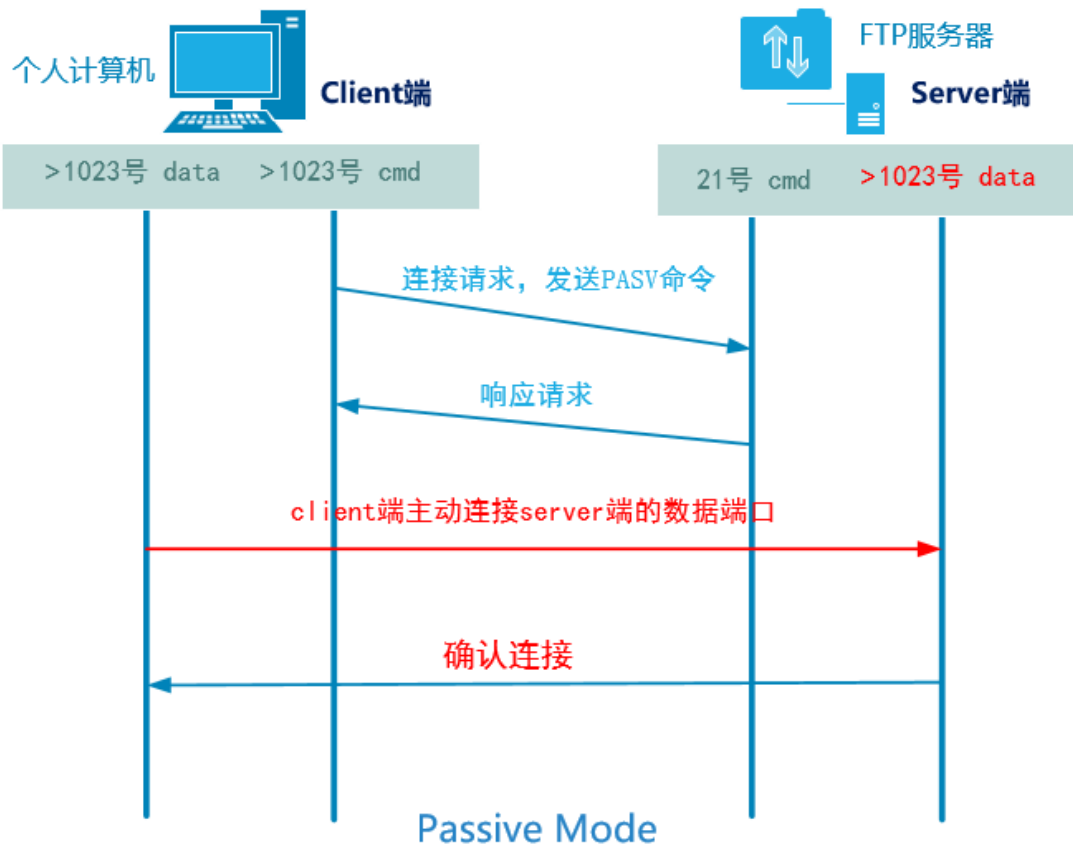 个人计算机
Client端
FTP服务器
Server端
>1023号 data >1023号 cmd
21号 cmd >1023号 data
连接请求，发送PASV命令
响应请求
client端主动连接server端的数据端口
确认连接
Passive Mode